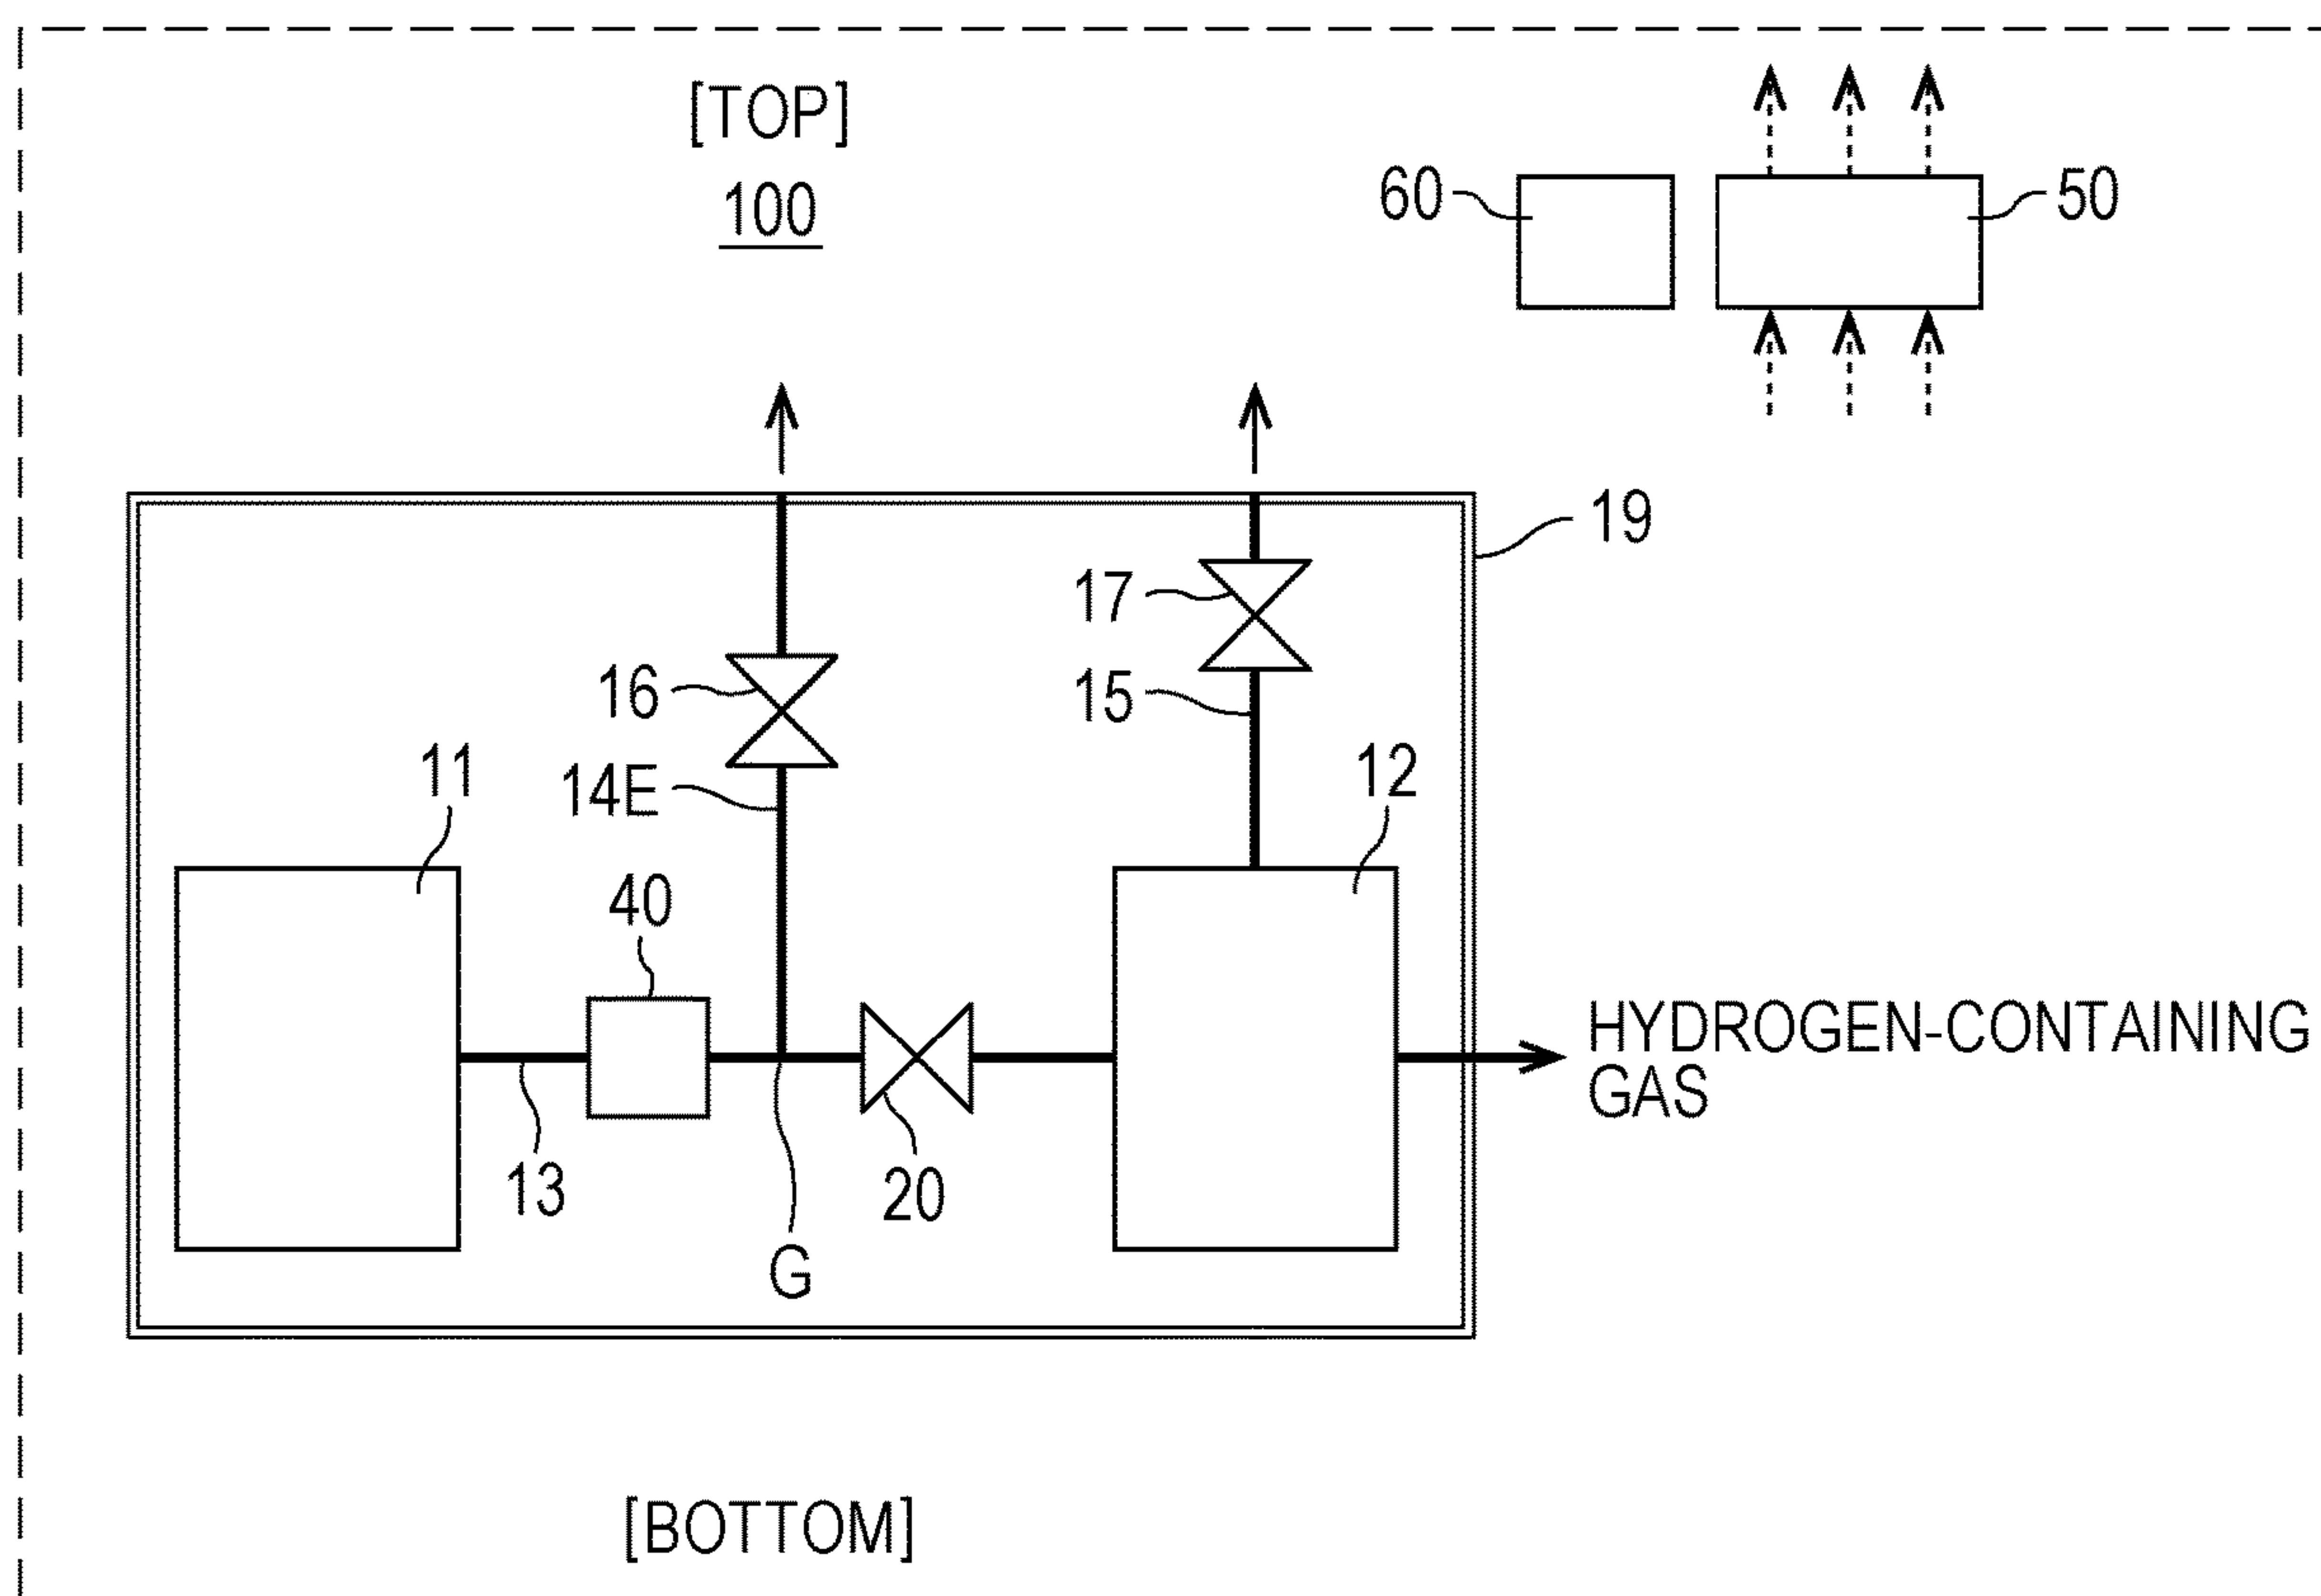 [TOP]
100
60
50
19
17
16
15
14E
11
12
40
HYDROGEN-CONTAINING
GAS
13
20
G
[BOTTOM]